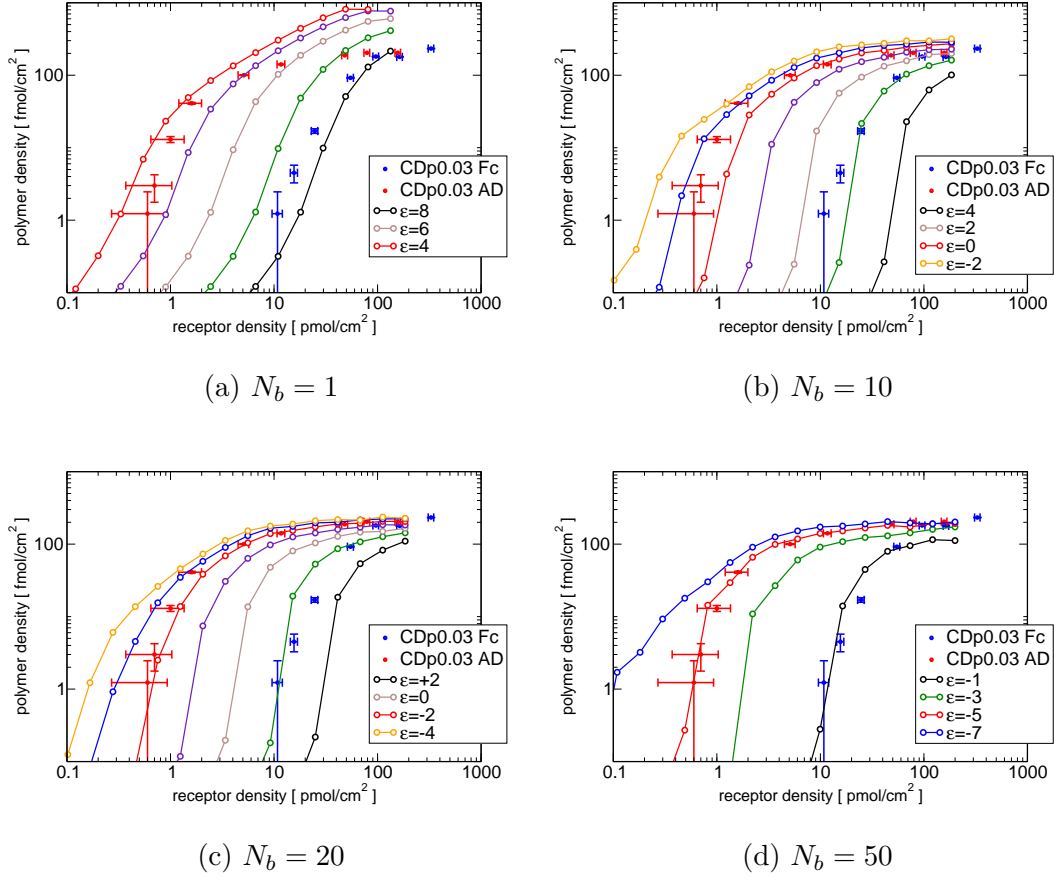 polymer density [ fmol/cm²]
100
1
CDp0.03 Fc
CDp0.03 AD
ε=8
ε=6
ε=4
0.1 1 10 100 1000
receptor density [ pmol/cm² ]
(a) N_b = 1
polymer density [ fmol/cm²]
100
1
CDp0.03 Fc
CDp0.03 AD
ε=4
ε=2
ε=0
ε=-2
0.1 1 10 100 1000
receptor density [ pmol/cm² ]
(b) N_b = 10
polymer density [ fmol/cm²]
100
1
CDp0.03 Fc
CDp0.03 AD
ε=+2
ε=0
ε=-2
ε=-4
0.1 1 10 100 1000
receptor density [ pmol/cm² ]
(c) N_b = 20
polymer density [ fmol/cm²]
100
1
CDp0.03 Fc
CDp0.03 AD
ε=-1
ε=-3
ε=-5
ε=-7
0.1 1 10 100 1000
receptor density [ pmol/cm² ]
(d) N_b = 50